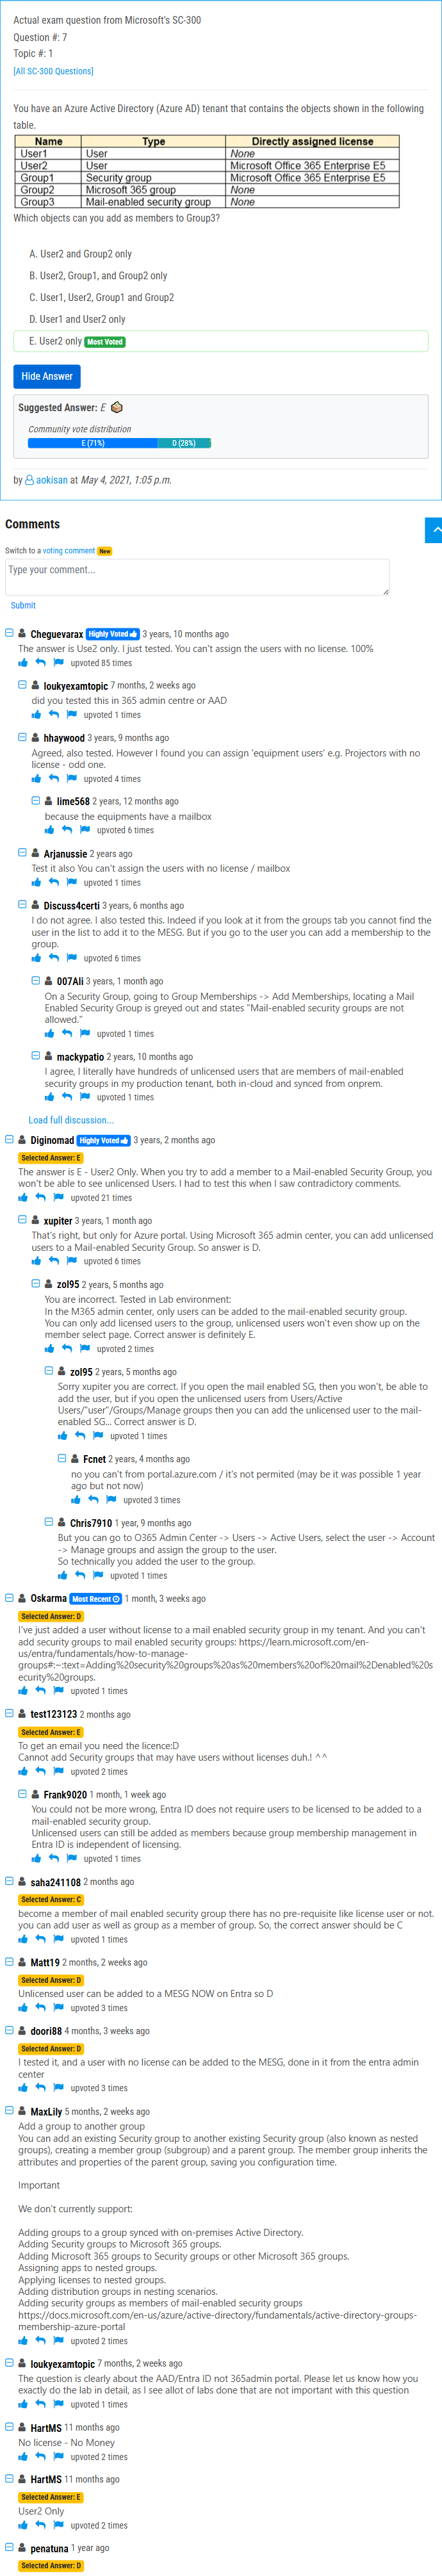 Actual exam question from Microsoft's SC-300
Question #: 7
Topic #: 1
[All SC-300 Questions]
You have an Azure Active Directory (Azure AD) tenant that contains the objects shown in the following
table.
Name Type Directly assigned license
User1 User None
User2 User Microsoft Office 365 Enterprise E5
Group1 Security group Microsoft Office 365 Enterprise E5
Group2 Microsoft 365 group None
Group3 Mail-enabled security group None
Which objects can you add as members to Group3?
A. User2 and Group2 only
B. User2, Group1, and Group2 only
C. User1, User2, Group1 and Group2
D. User1 and User2 only
E. User2 only Most Voted
Hide Answer
Suggested Answer: E
Community vote distribution
E (71%) D (28%)
by aokisan at May 4, 2021, 1:05 p.m.
Comments
Switch to a voting comment New
Type your comment...
Submit
Cheguevarax Highly Voted 3 years, 10 months ago
The answer is Use2 only. I just tested. You can't assign the users with no license. 100%
upvoted 85 times
loukyexamtopic 7 months, 2 weeks ago
did you tested this in 365 admin centre or AAD
upvoted 1 times
hhaywood 3 years, 9 months ago
Agreed, also tested. However I found you can assign 'equipment users' e.g. Projectors with no
license - odd one.
upvoted 4 times
lime568 2 years, 12 months ago
because the equipments have a mailbox
upvoted 6 times
Arjanussie 2 years ago
Test it also You can't assign the users with no license / mailbox
upvoted 1 times
Discuss4certi 3 years, 6 months ago
I do not agree. I also tested this. Indeed if you look at it from the groups tab you cannot find the
user in the list to add it to the MESG. But if you go to the user you can add a membership to the
group.
upvoted 6 times
007Ali 3 years, 1 month ago
On a Security Group, going to Group Memberships -> Add Memberships, locating a Mail
Enabled Security Group is greyed out and states "Mail-enabled security groups are not
allowed."
upvoted 1 times
mackypatio 2 years, 10 months ago
I agree, I literally have hundreds of unlicensed users that are members of mail-enabled
security groups in my production tenant, both in-cloud and synced from onprem.
upvoted 1 times
Load full discussion...
Diginomad Highly Voted 3 years, 2 months ago
Selected Answer: E
The answer is E - User2 Only. When you try to add a member to a Mail-enabled Security Group, you
won't be able to see unlicensed Users. I had to test this when I saw contradictory comments.
upvoted 21 times
xupiter 3 years, 1 month ago
That's right, but only for Azure portal. Using Microsoft 365 admin center, you can add unlicensed
users to a Mail-enabled Security Group. So answer is D.
upvoted 6 times
zol95 2 years, 5 months ago
You are incorrect. Tested in Lab environment:
In the M365 admin center, only users can be added to the mail-enabled security group.
You can only add licensed users to the group, unlicensed users won't even show up on the
member select page. Correct answer is definitely E.
upvoted 2 times
zol95 2 years, 5 months ago
Sorry xupiter you are correct. If you open the mail enabled SG, then you won't, be able to
add the user, but if you open the unlicensed users from Users/Active
Users/"user"/Groups/Manage groups then you can add the unlicensed user to the mail-
enabled SG... Correct answer is D.
upvoted 1 times
Fcnet 2 years, 4 months ago
no you can't from portal.azure.com / it's not permited (may be it was possible 1 year
ago but not now)
upvoted 3 times
Chris7910 1 year, 9 months ago
But you can go to O365 Admin Center -> Users -> Active Users, select the user -> Account
-> Manage groups and assign the group to the user.
So technically you added the user to the group.
upvoted 1 times
Oskarma Most Recent 1 month, 3 weeks ago
Selected Answer: D
I've just added a user without license to a mail enabled security group in my tenant. And you can't
add security groups to mail enabled security groups: https://learn.microsoft.com/en-
us/entra/fundamentals/how-to-manage-
groups#:~:text=Adding%20security%20groups%20as%20members%20of%20mail%2Denabled%20s
ecurity%20groups.
upvoted 1 times
test123123 2 months ago
Selected Answer: E
To get an email you need the licence:D
Cannot add Security groups that may have users without licenses duh.! ^^
upvoted 2 times
Frank9020 1 month, 1 week ago
You could not be more wrong, Entra ID does not require users to be licensed to be added to a
mail-enabled security group.
Unlicensed users can still be added as members because group membership management in
Entra ID is independent of licensing.
upvoted 1 times
saha241108 2 months ago
Selected Answer: C
become a member of mail enabled security group there has no pre-requisite like license user or not.
you can add user as well as group as a member of group. So, the correct answer should be C
upvoted 1 times
Matt19 2 months, 2 weeks ago
Selected Answer: D
Unlicensed user can be added to a MESG NOW on Entra so D
upvoted 3 times
doori88 4 months, 3 weeks ago
Selected Answer: D
I tested it, and a user with no license can be added to the MESG, done in it from the entra admin
center
upvoted 3 times
MaxLily 5 months, 2 weeks ago
Add a group to another group
You can add an existing Security group to another existing Security group (also known as nested
groups), creating a member group (subgroup) and a parent group. The member group inherits the
attributes and properties of the parent group, saving you configuration time.
Important
We don't currently support:
Adding groups to a group synced with on-premises Active Directory.
Adding Security groups to Microsoft 365 groups.
Adding Microsoft 365 groups to Security groups or other Microsoft 365 groups.
Assigning apps to nested groups.
Applying licenses to nested groups.
Adding distribution groups in nesting scenarios.
Adding security groups as members of mail-enabled security groups
https://docs.microsoft.com/en-us/azure/active-directory/fundamentals/active-directory-groups-
membership-azure-portal
upvoted 2 times
loukyexamtopic 7 months, 2 weeks ago
The question is clearly about the AAD/Entra ID not 365admin portal. Please let us know how you
exactly do the lab in detail, as I see allot of labs done that are not important with this question
upvoted 1 times
HartMS 11 months ago
No license - No Money
upvoted 2 times
HartMS 11 months ago
Selected Answer: E
User2 Only
upvoted 2 times
penatuna 1 year ago
Selected Answer: D